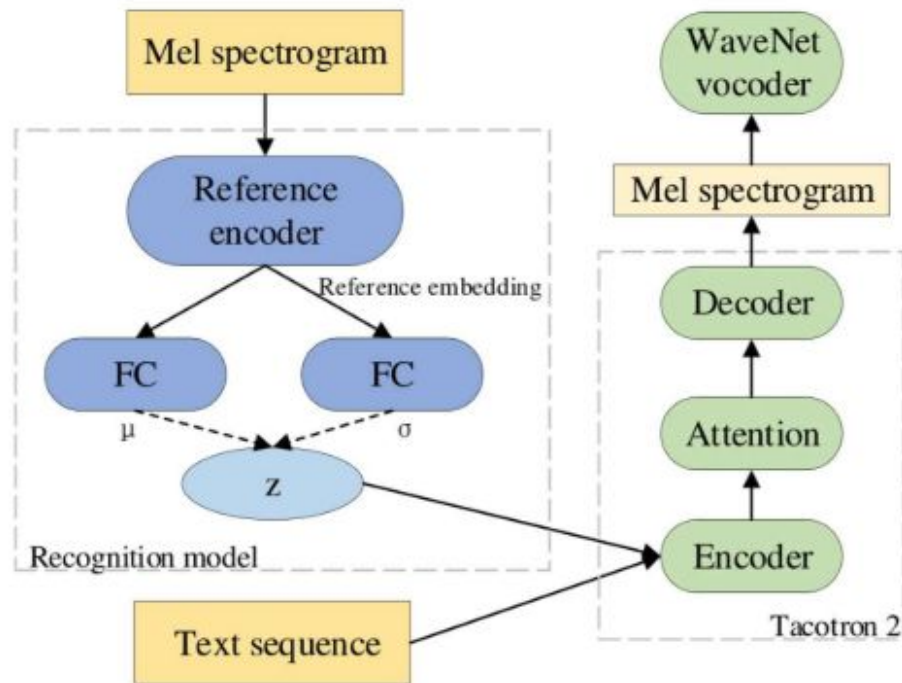 Mel spectrogram
Reference
encoder
Reference embedding
FC
FC
μ
σ
z
Recognition model
Text sequence
WaveNet
vocoder
Mel spectrogram
Decoder
Attention
Encoder
Tacotron 2